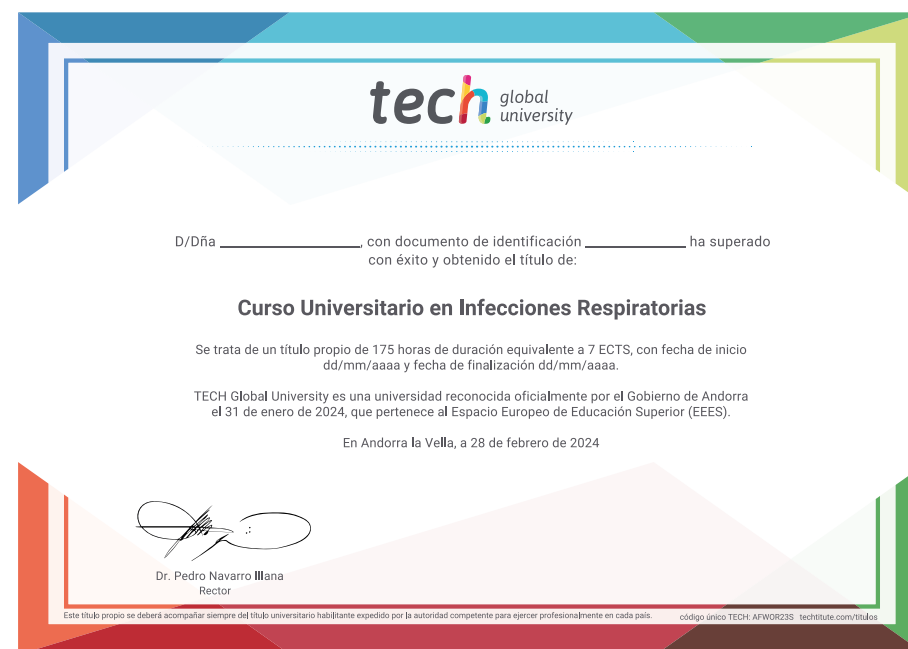 tech global university
D/Dña ____________________, con documento de identificación ______________ ha superado
con éxito y obtenido el título de:
Curso Universitario en Infecciones Respiratorias
Se trata de un título propio de 175 horas de duración equivalente a 7 ECTS, con fecha de inicio
dd/mm/aaaa y fecha de finalización dd/mm/aaaa.
TECH Global University es una universidad reconocida oficialmente por el Gobierno de Andorra
el 31 de enero de 2024, que pertenece al Espacio Europeo de Educación Superior (EEES).
En Andorra la Vella, a 28 de febrero de 2024
Dr. Pedro Navarro Illana
Rector
Este título propio se deberá acompañar siempre del título universitario habilitante expedido por la autoridad competente para ejercer profesionalmente en cada país.
código único TECH: AFWOR23S techtitute.com/titulos